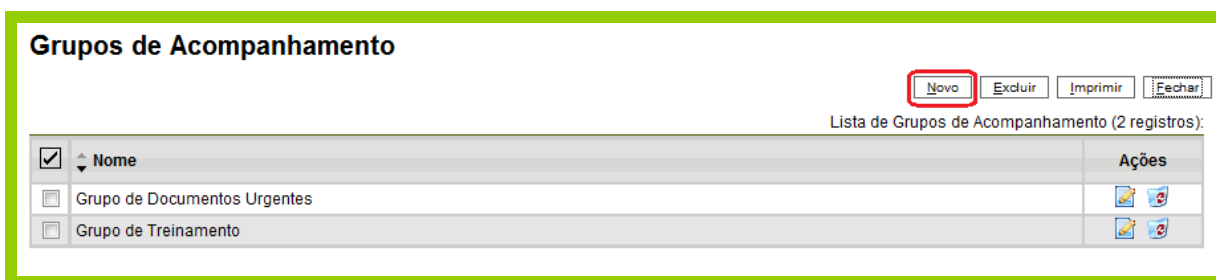 Grupos de Acompanhamento
Novo Excluir Imprimir Fechar
Lista de Grupos de Acompanhamento (2 registros):
Nome Ações
Grupo de Documentos Urgentes
Grupo de Treinamento